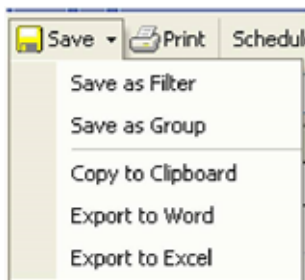 Save Print Schedul
Save as Filter
Save as Group
Copy to Clipboard
Export to Word
Export to Excel